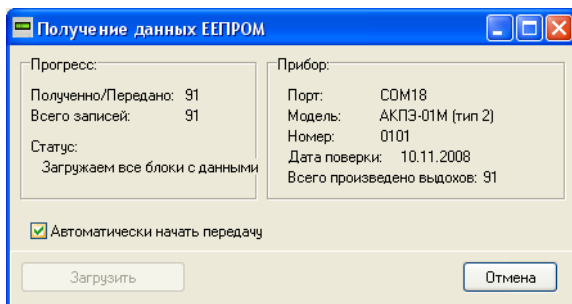 Получение данных ЕЕПРОМ
Прогресс:
Полученно/Передано: 91
Всего записей: 91
Статус:
Загружаем все блоки с данными
Прибор:
Порт: COM18
Модель: АКПЭ-01М (тип 2)
Номер: 0101
Дата поверки: 10.11.2008
Всего произведено выдохов: 91
Автоматически начать передачу
Загрузить
Отмена